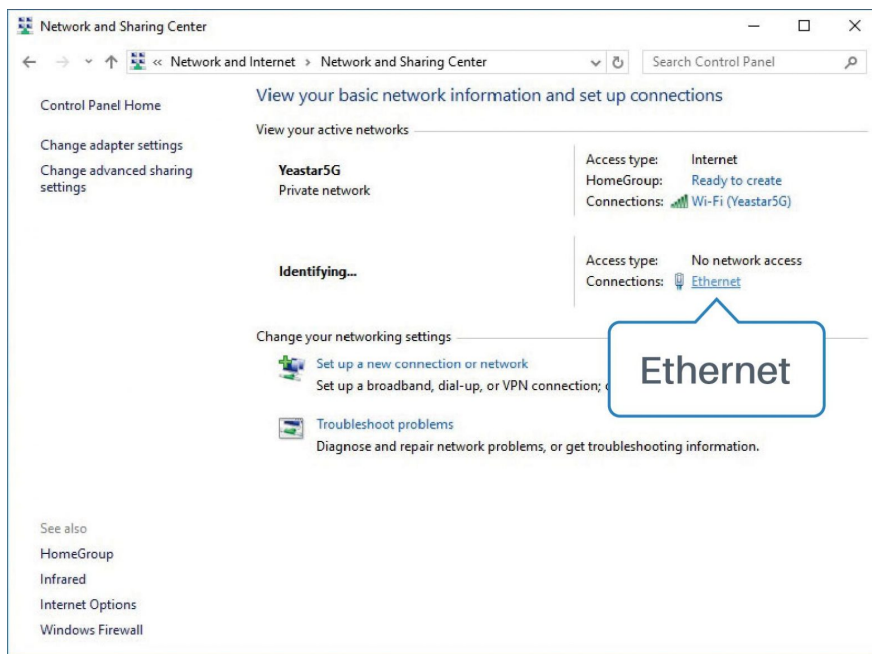 Network and Sharing Center
« Network and Internet › Network and Sharing Center
Search Control Panel
Control Panel Home
Change adapter settings
Change advanced sharing
settings
View your basic network information and set up connections
View your active networks
Yeastar5G
Private network
Access type: Internet
HomeGroup: Ready to create
Connections: Wi-Fi (Yeastar5G)
Identifying...
Access type: No network access
Connections: Ethernet
Ethernet
Change your networking settings
Set up a new connection or network
Set up a broadband, dial-up, or VPN connection;
Troubleshoot problems
Diagnose and repair network problems, or get troubleshooting information.
See also
HomeGroup
Infrared
Internet Options
Windows Firewall